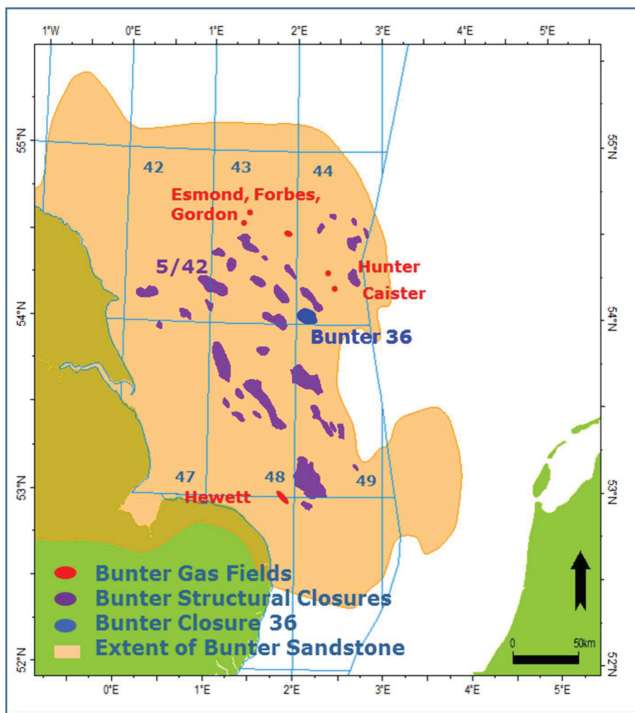 1°W 0°E 1°E 2°E 3°E 4°E 5°E
55°N 55°N
42 43 44
Esmond, Forbes,
Gordon
5/42
Hunter
Caister
54°N 54°N
Bunter 36
47 48 49
53°N 53°N
Hewett
Bunter Gas Fields
Bunter Structural Closures
Bunter Closure 36
Extent of Bunter Sandstone
50km
0
52°N 52°N
0°E 1°E 2°E 3°E 4°E 5°E